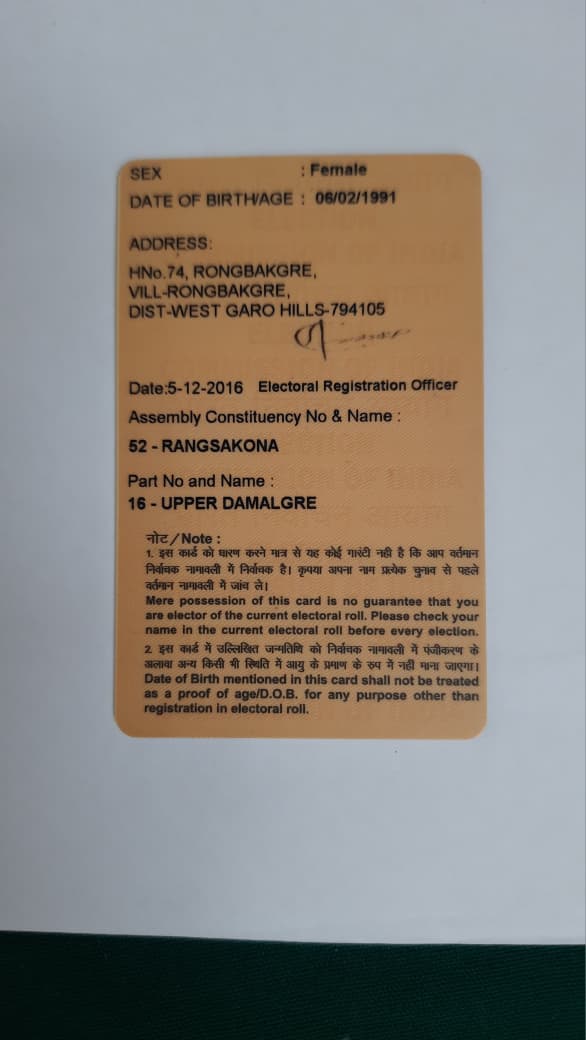 SEX : Female
DATE OF BIRTH/AGE : 06/02/1991
ADDRESS:
HNo.74, RONGBAKGRE,
VILL-RONGBAKGRE,
DIST-WEST GARO HILLS-794105
Date:5-12-2016 Electoral Registration Officer
Assembly Constituency No & Name :
52 - RANGSAKONA
Part No and Name :
16 - UPPER DAMALGRE
नोट/Note :
1. इस कार्ड को धारण करने मात्र से यह कोई गारंटी नही है कि आप वर्तमान
निर्वाचक नामावली में निर्वाचक है। कृपया अपना नाम प्रत्येक चुनाव से पहले
वर्तमान नामावली में जांच ले।
Mere possession of this card is no guarantee that you
are elector of the current electoral roll. Please check your
name in the current electoral roll before every election.
2. इस कार्ड में उल्लिखित जन्मतिथि को निर्वाचक नामावली में पंजीकरण के
अलावा अन्य किसी भी स्थिति में आयु के प्रमाण के रुप में नहीं माना जाएगा।
Date of Birth mentioned in this card shall not be treated
as a proof of age/D.O.B. for any purpose other than
registration in electoral roll.